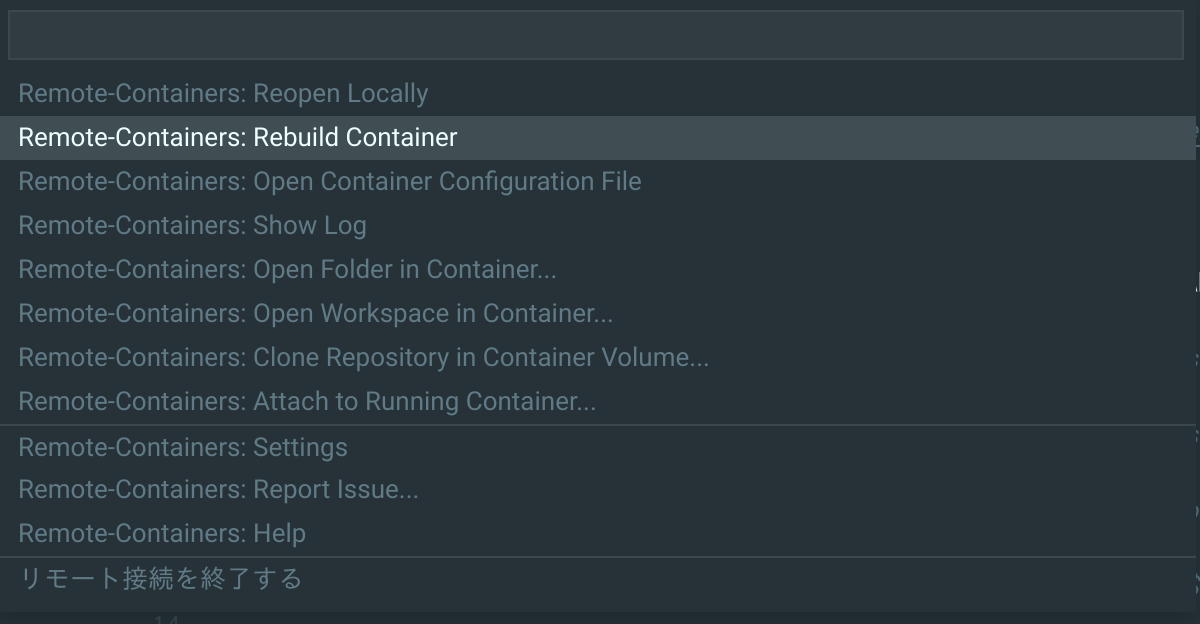 Remote-Containers: Reopen Locally
Remote-Containers: Rebuild Container
Remote-Containers: Open Container Configuration File
Remote-Containers: Show Log
Remote-Containers: Open Folder in Container...
Remote-Containers: Open Workspace in Container...
Remote-Containers: Clone Repository in Container Volume...
Remote-Containers: Attach to Running Container...
Remote-Containers: Settings
Remote-Containers: Report Issue...
Remote-Containers: Help
リモート接続を終了する